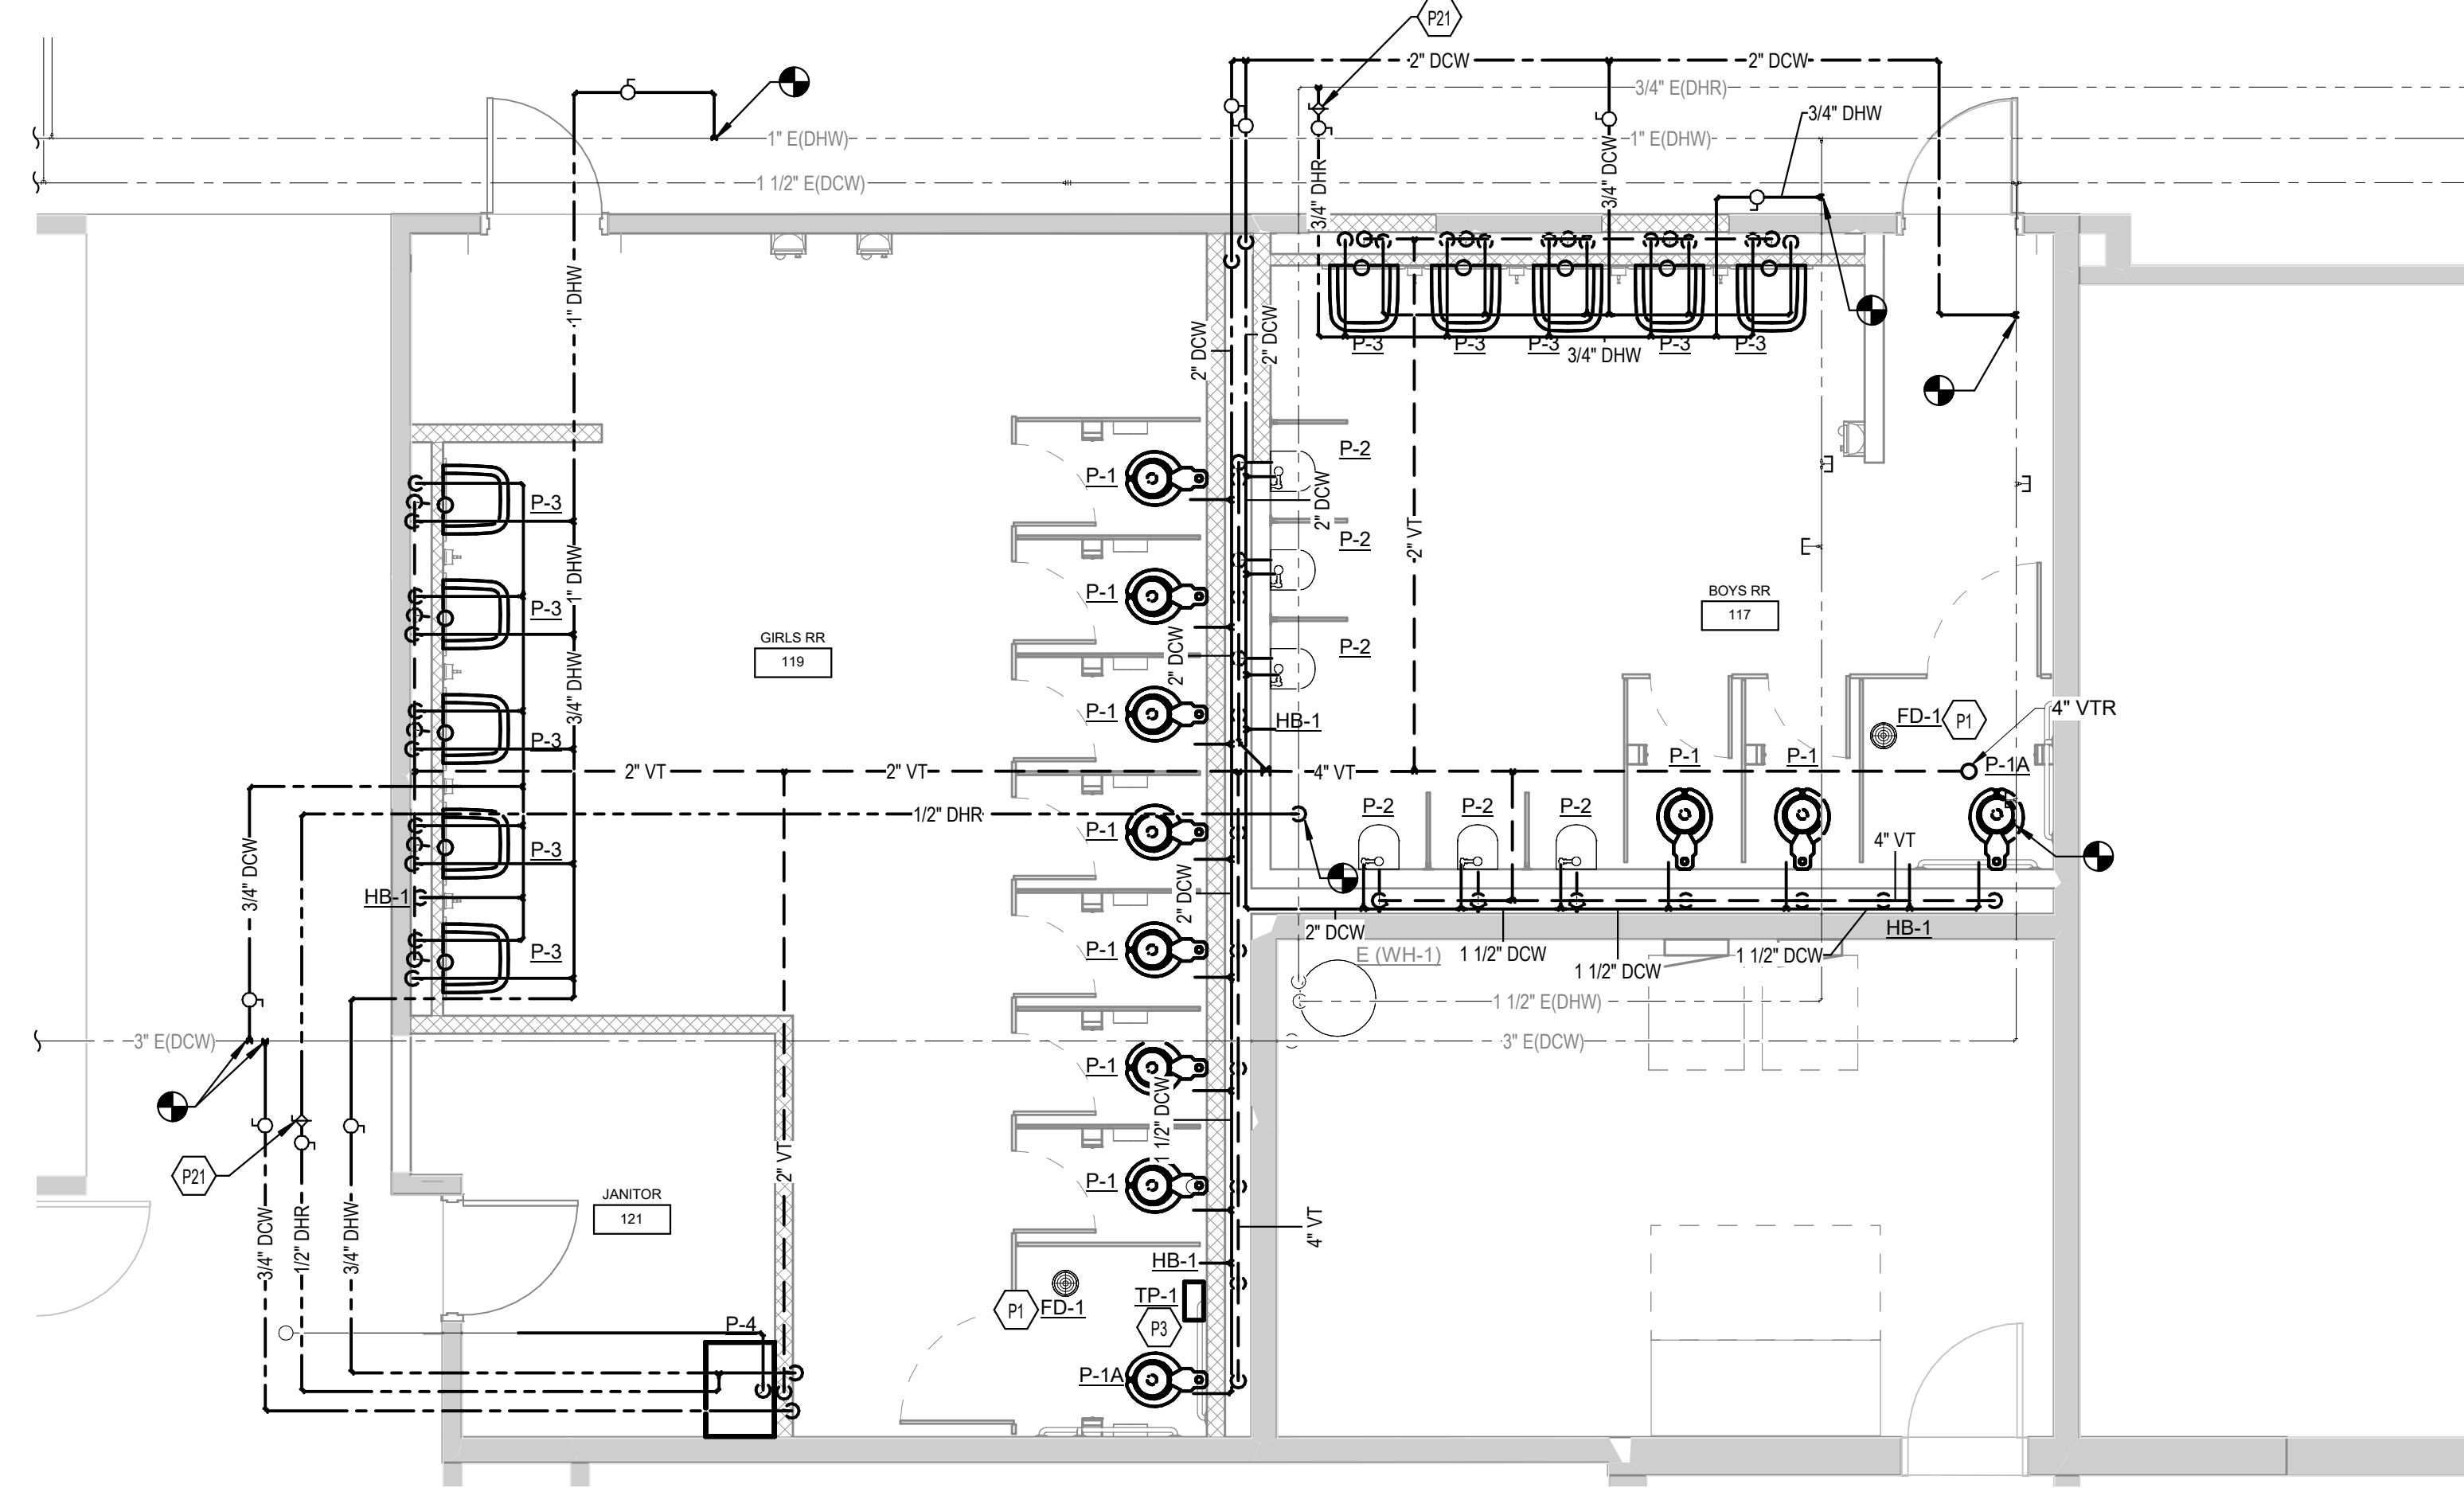 P21
2" DCW
2" DCW
3/4" E(DHR)
3/4" DHW
1" E(DHW)
1" E(DHW)
1 1/2" E(DCW)
3/4" DHR
3/4" DCW
1" DHW
2" DCW
2" DCW
P-3
P-3
P-3
3/4" DHW
P-3
P-3
P-2
P-1
P-3
2" DCW
2" VT
P-2
1" DHW
P-1
P-3
BOYS RR
117
GIRLS RR
119
P-2
2" DCW
3/4" DHW
P-1
HB-1
FD-1
P1
4" VTR
P-3
2" VT
2" VT
4" VT
P-1
P-1
P-1A
1/2" DHR
P-2
P-2
P-2
P-1
3/4" DCW
P-3
4" VT
HB-1
2" DCW
P-3
P-1
2" DCW
E (WH-1)
1 1/2" DCW
1 1/2" DCW
1 1/2" DCW
HB-1
1 1/2" E(DHW)
3" E(DCW)
3" E(DCW)
P-1
1 1/2" DCW
P21
2" VT
P-1
JANITOR
121
3/4" DCW
1/2" DHR
3/4" DHW
4" VT
HB-1
P1
FD-1
TP-1
P3
P-4
P-1A
E
E
E